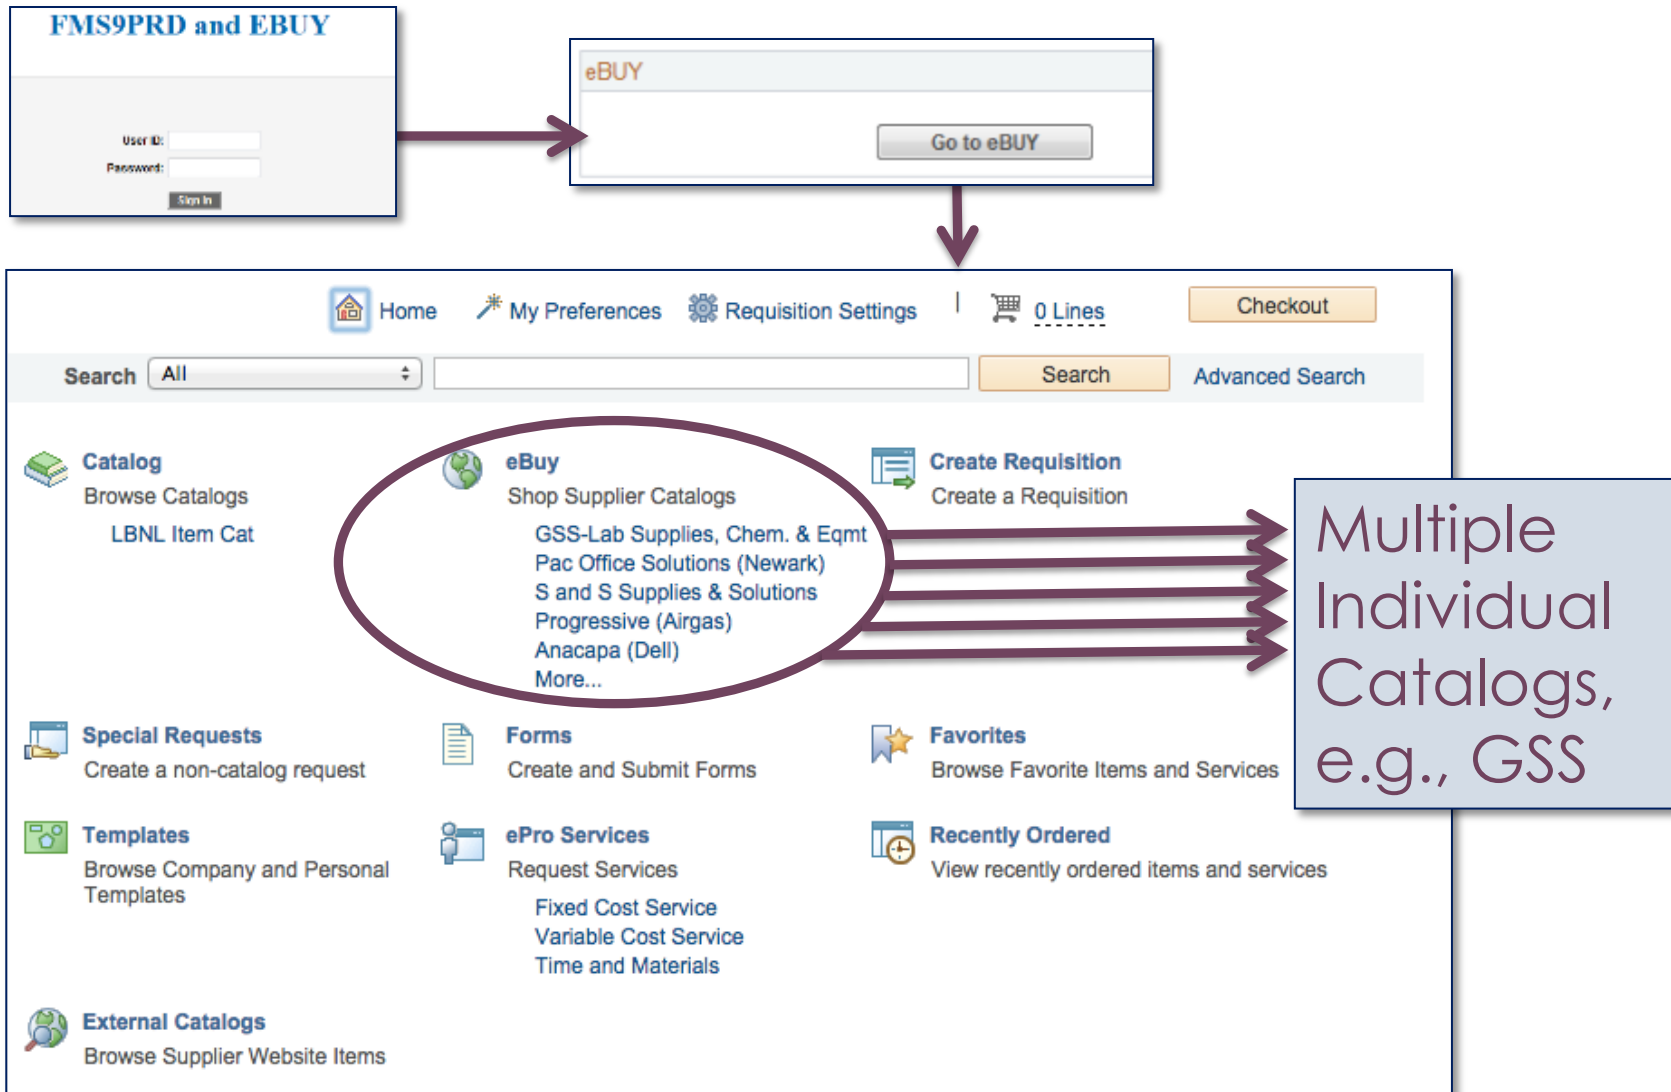 FMS9PRD and EBUY
User ID:
Password:
Sign In
eBUY
Go to eBUY
Home
My Preferences
Requisition Settings
|
0 Lines
Checkout
Search
All
Search
Advanced Search
Catalog
Browse Catalogs
LBNL Item Cat
eBuy
Shop Supplier Catalogs
GSS-Lab Supplies, Chem. & Eqmt
Pac Office Solutions (Newark)
S and S Supplies & Solutions
Progressive (Airgas)
Anacapa (Dell)
More...
Create Requisition
Create a Requisition
Multiple
Individual
Catalogs,
e.g., GSS
Special Requests
Create a non-catalog request
Forms
Create and Submit Forms
Favorites
Browse Favorite Items and Services
Templates
Browse Company and Personal
Templates
ePro Services
Request Services
Fixed Cost Service
Variable Cost Service
Time and Materials
Recently Ordered
View recently ordered items and services
External Catalogs
Browse Supplier Website Items